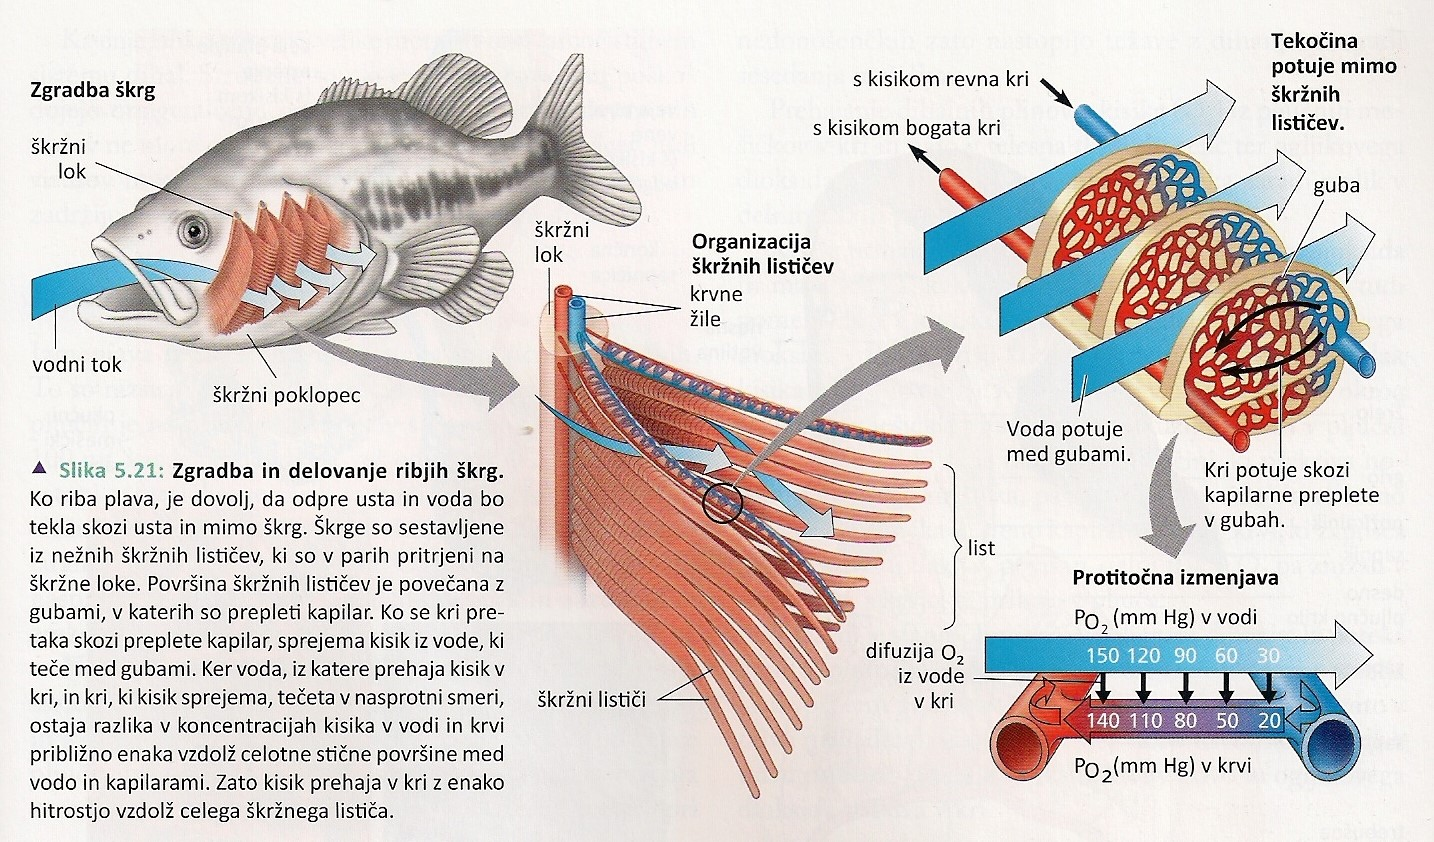 Zgradba škrg
škržni
lok
vodni tok
škržni poklopec
▲ Slika 5.21: Zgradba in delovanje ribjih škrg.
Ko riba plava, je dovolj, da odpre usta in voda bo
tekla skozi usta in mimo škrg. Škrge so sestavljene
iz nežnih škržnih lističev, ki so v parih pritrjeni na
škržne loke. Površina škržnih lističev je povečana z
gubami, v katerih so prepleti kapilar. Ko se kri pre-
taka skozi preplete kapilar, sprejema kisik iz vode, ki
teče med gubami. Ker voda, iz katere prehaja kisik v
kri, in kri, ki kisik sprejema, tečeta v nasprotni smeri,
ostaja razlika v koncentracijah kisika v vodi in krvi
približno enaka vzdolž celotne stične površine med
vodo in kapilarami. Zato kisik prehaja v kri z enako
hitrostjo vzdolž celega škržnega lističa.
škržni
lok
Organizacija
škržnih lističev
krvne
žile
list
škržni lističi
s kisikom revna kri
s kisikom bogata kri
Tekočina
potuje mimo
škržnih
lističev.
guba
Voda potuje
med gubami.
Kri potuje skozi
kapilarne preplete
v gubah.
Protitočna izmenjava
PO₂ (mm Hg) v vodi
150 120 90 60 30
difuzija O₂
iz vode
v kri
140 110 80 50 20
PO₂ (mm Hg) v krvi